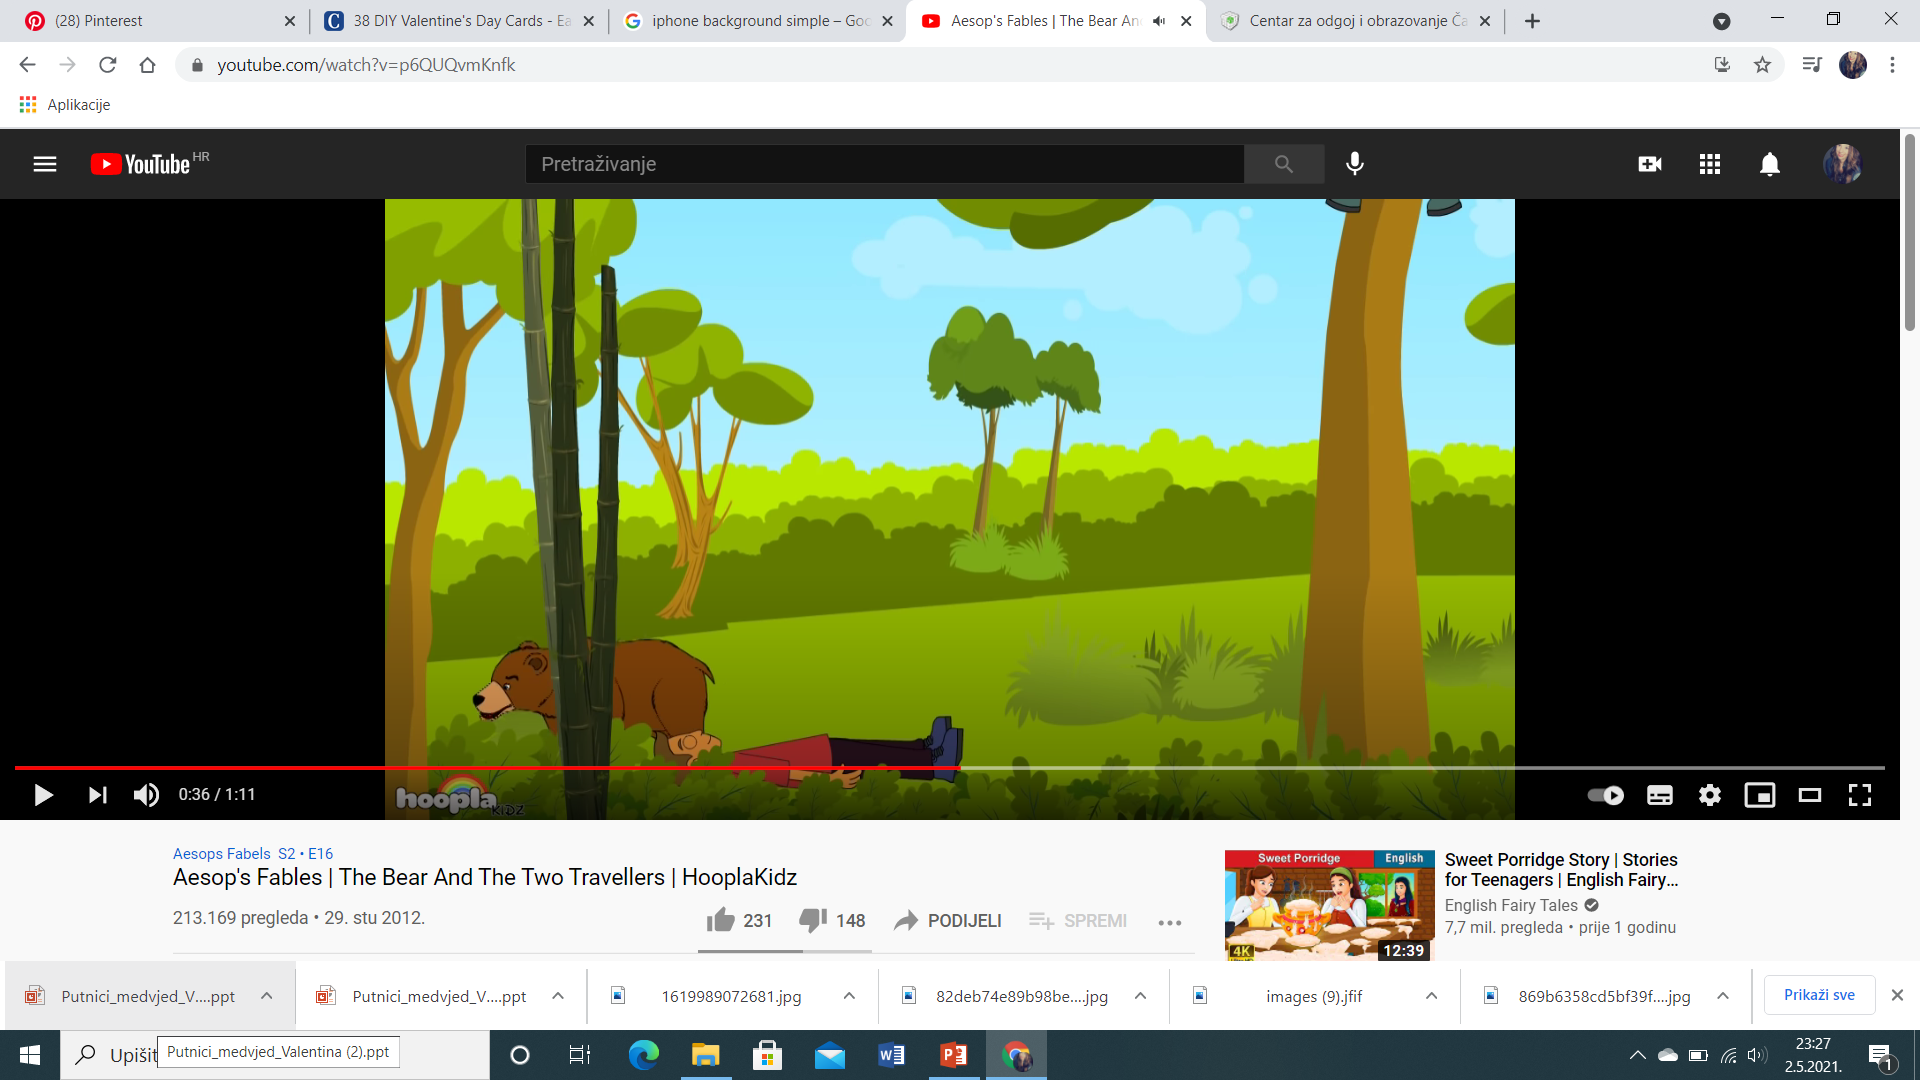 (28) Pinterest
38 DIY Valentine's Day Cards - Ea
iphone background simple – Goo
Aesop's Fables | The Bear An
Centar za odgoj i obrazovanje Ča
youtube.com/watch?v=p6QUQvmKnfk
Aplikacije
YouTube HR
Pretraživanje
hoopla KIDZ
0:36 / 1:11
Aesops Fabels S2 • E16
Aesop's Fables | The Bear And The Two Travellers | HooplaKidz
213.169 pregleda • 29. stu 2012.
231
148
PODIJELI
SPREMI
Sweet Porridge
English
4K
12:39
Sweet Porridge Story | Stories
for Teenagers | English Fairy...
English Fairy Tales
7,7 mil. pregleda • prije 1 godinu
Putnici_medvjed_V....ppt
Putnici_medvjed_V....ppt
1619989072681.jpg
82deb74e89b98be....jpg
images (9).jfif
869b6358cd5bf39f....jpg
Prikaži sve
Upišit
Putnici_medvjed_Valentina (2).ppt
23:27
2.5.2021.
1